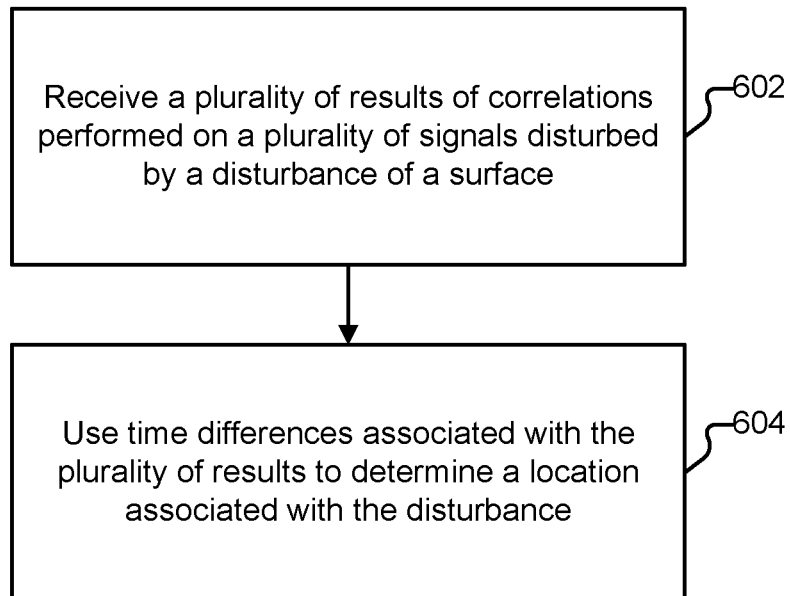 Receive a plurality of results of correlations
performed on a plurality of signals disturbed
by a disturbance of a surface
602
Use time differences associated with the
plurality of results to determine a location
associated with the disturbance
604